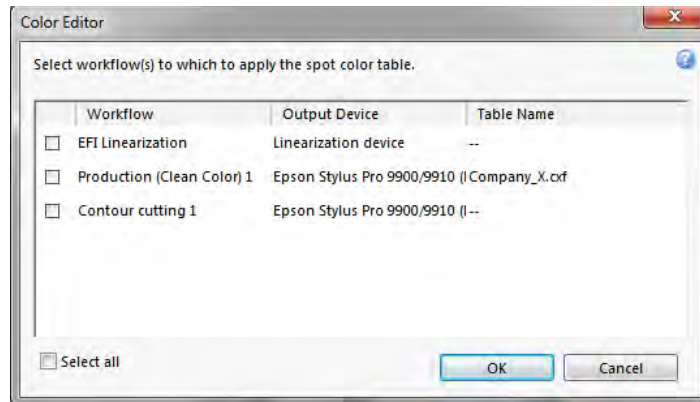 Color Editor
Select workflow(s) to which to apply the spot color table.
Workflow Output Device Table Name
EFI Linearization Linearization device --
Production (Clean Color) 1 Epson Stylus Pro 9900/9910 (I Company_X.cxf
Contour cutting 1 Epson Stylus Pro 9900/9910 (I --
Select all
OK Cancel